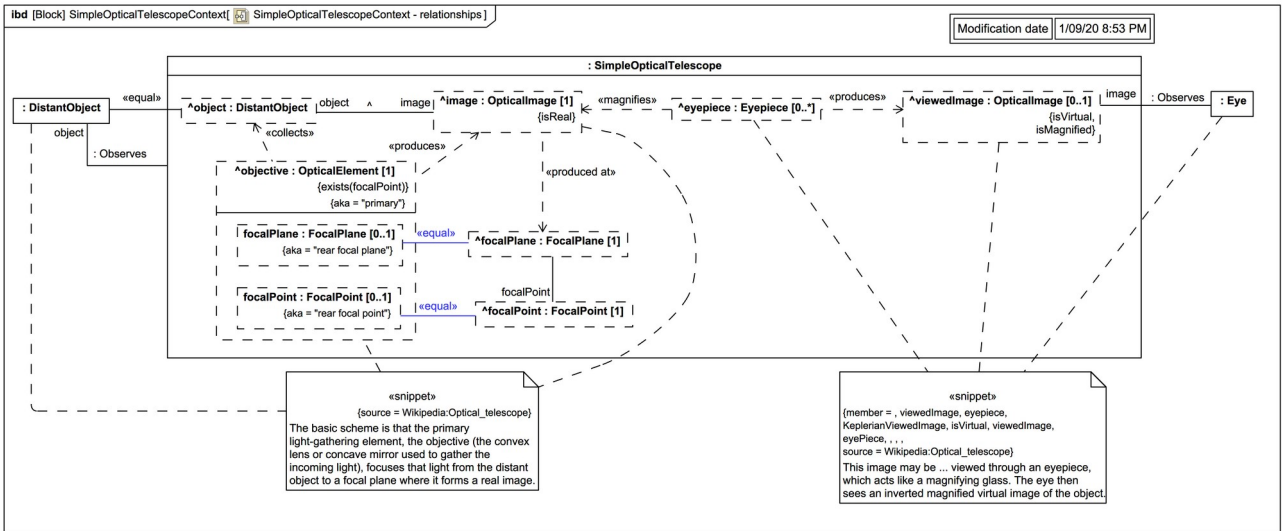 ibd [Block] SimpleOpticalTelescopeContext[ SimpleOpticalTelescopeContext - relationships ]
Modification date 1/09/20 8:53 PM
: SimpleOpticalTelescope
: DistantObject
«equal»
^object : DistantObject
object ^ image
^image : OpticalImage [1]
{isReal}
«magnifies»
^eyepiece : Eyepiece [0..*]
«produces»
^viewedImage : OpticalImage [0..1]
{isVirtual,
isMagnified}
image
: Observes
: Eye
object
: Observes
«collects»
«produces»
^objective : OpticalElement [1]
{exists(focalPoint)}
{aka = "primary"}
«produced at»
focalPlane : FocalPlane [0..1]
{aka = "rear focal plane"}
«equal»
^focalPlane : FocalPlane [1]
focalPoint
focalPoint : FocalPoint [0..1]
{aka = "rear focal point"}
«equal»
^focalPoint : FocalPoint [1]
«snippet»
{source = Wikipedia:Optical_telescope}
The basic scheme is that the primary
light-gathering element, the objective (the convex
lens or concave mirror used to gather the
incoming light), focuses that light from the distant
object to a focal plane where it forms a real image.
«snippet»
{member = , viewedImage, eyepiece,
KeplerianViewedImage, isVirtual, viewedImage,
eyePiece, , , ,
source = Wikipedia:Optical_telescope}
This image may be ... viewed through an eyepiece,
which acts like a magnifying glass. The eye then
sees an inverted magnified virtual image of the object.